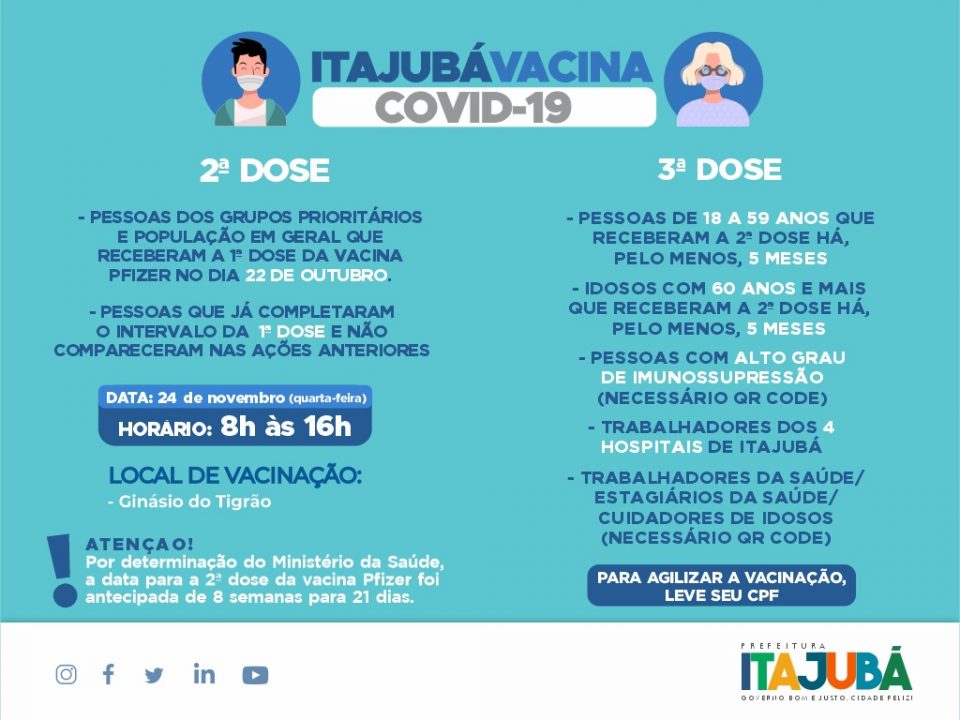 ITAJUBÁVACINA
COVID-19
2ª DOSE
- PESSOAS DOS GRUPOS PRIORITÁRIOS
E POPULAÇÃO EM GERAL QUE
RECEBERAM A 1ª DOSE DA VACINA
PFIZER NO DIA 22 DE OUTUBRO.
- PESSOAS QUE JÁ COMPLETARAM
O INTERVALO DA 1ª DOSE E NÃO
COMPARECERAM NAS AÇÕES ANTERIORES
DATA: 24 de novembro (quarta-feira)
HORÁRIO: 8h às 16h
LOCAL DE VACINAÇÃO:
- Ginásio do Tigrão
! ATENÇAO!
Por determinação do Ministério da Saúde,
a data para a 2ª dose da vacina Pfizer foi
antecipada de 8 semanas para 21 dias.
3ª DOSE
- PESSOAS DE 18 A 59 ANOS QUE
RECEBERAM A 2ª DOSE HÁ,
PELO MENOS, 5 MESES
- IDOSOS COM 60 ANOS E MAIS
QUE RECEBERAM A 2ª DOSE HÁ,
PELO MENOS, 5 MESES
- PESSOAS COM ALTO GRAU
DE IMUNOSSUPRESSÃO
(NECESSÁRIO QR CODE)
- TRABALHADORES DOS 4
HOSPITAIS DE ITAJUBÁ
- TRABALHADORES DA SAÚDE/
ESTAGIÁRIOS DA SAÚDE/
CUIDADORES DE IDOSOS
(NECESSÁRIO QR CODE)
PARA AGILIZAR A VACINAÇÃO,
LEVE SEU CPF
PREFEITURA
ITAJUBÁ
GOVERNO BOM E JUSTO, CIDADE FELIZ!